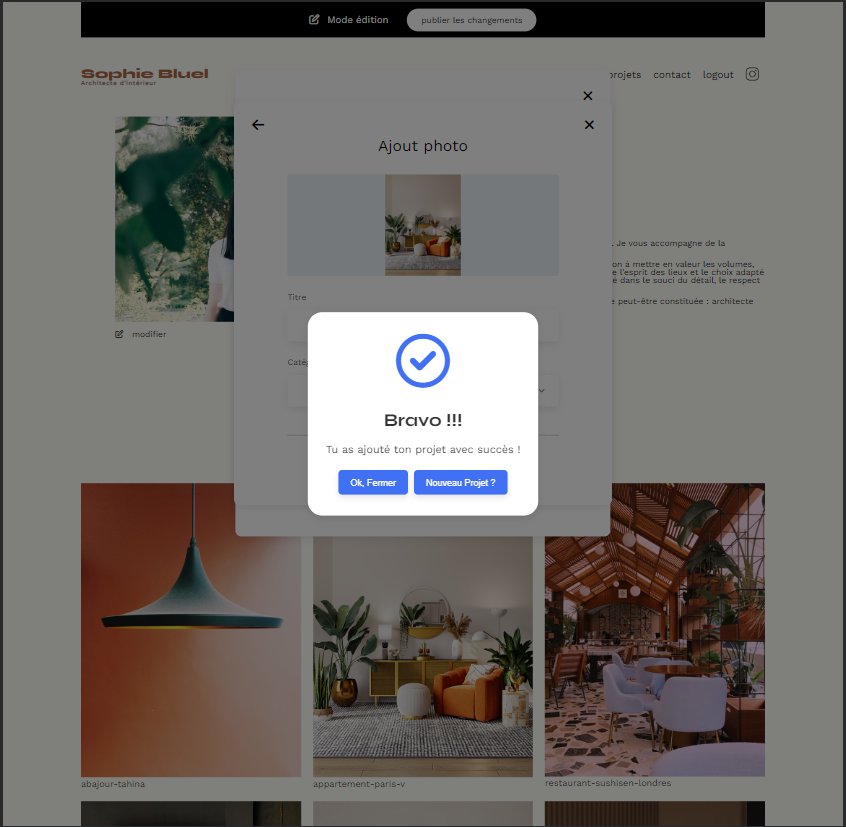 Mode édition
publier les changements
Sophie Bluel
Architecte d'intérieur
projets
contact
logout
Ajout photo
. Je vous accompagne de la
on à mettre en valeur les volumes,
e l'esprit des lieux et le choix adapté
é dans le souci du détail, le respect
e peut-être constituée : architecte
Titre
modifier
Caté
Bravo !!!
Tu as ajouté ton projet avec succès !
Ok, Fermer
Nouveau Projet ?
abajour-tahina
appartement-paris-v
restaurant-sushisen-londres